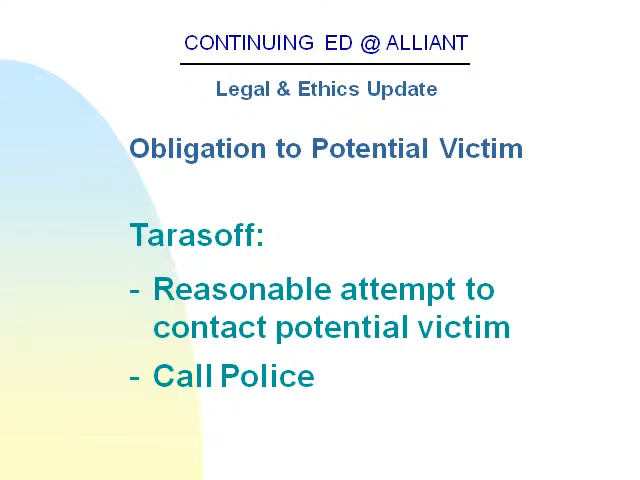 CONTINUING ED @ ALLIANT
Legal & Ethics Update
Obligation to Potential Victim
Tarasoff:
- Reasonable attempt to
contact potential victim
- Call Police